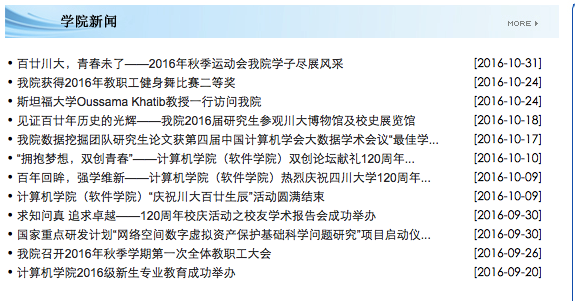 学院新闻
MORE
百廿川大，青春未了——2016年秋季运动会我院学子尽展风采 [2016-10-31]
我院获得2016年教职工健身舞比赛二等奖 [2016-10-24]
斯坦福大学Oussama Khatib教授一行访问我院 [2016-10-24]
见证百廿年历史的光辉——我院2016届研究生参观川大博物馆及校史展览馆 [2016-10-18]
我院数据挖掘团队研究生论文获第四届中国计算机学会大数据学术会议“最佳学... [2016-10-17]
“拥抱梦想，双创青春”——计算机学院（软件学院）双创论坛献礼120周年... [2016-10-10]
百年回眸，强学维新——计算机学院（软件学院）热烈庆祝四川大学120周年... [2016-10-09]
计算机学院（软件学院）“庆祝川大百廿生辰”活动圆满结束 [2016-10-09]
求知问真 追求卓越——120周年校庆活动之校友学术报告会成功举办 [2016-09-30]
国家重点研发计划“网络空间数字虚拟资产保护基础科学问题研究”项目启动仪... [2016-09-30]
我院召开2016年秋季学期第一次全体教职工大会 [2016-09-26]
计算机学院2016级新生专业教育成功举办 [2016-09-20]